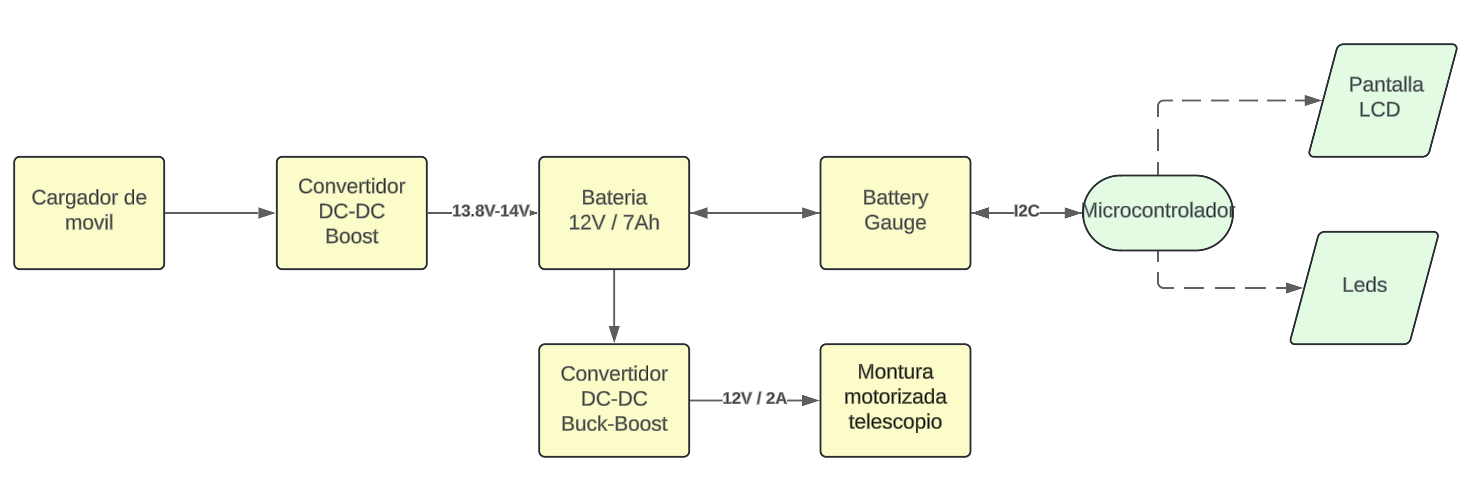 Pantalla
LCD
Cargador de
movil
Convertidor
DC-DC
Boost
13.8V-14V
Bateria
12V / 7Ah
Battery
Gauge
I2C
Microcontrolador
Leds
Convertidor
DC-DC
Buck-Boost
12V / 2A
Montura
motorizada
telescopio